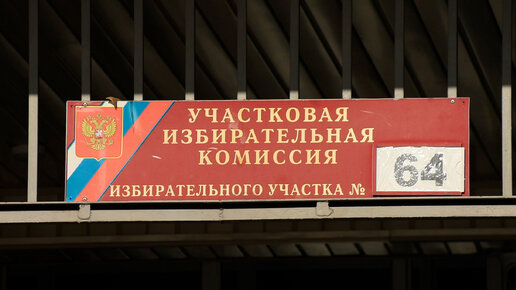 УЧАСТКОВАЯ
ИЗБИРАТЕЛЬНАЯ
КОМИССИЯ
ИЗБИРАТЕЛЬНОГО УЧАСТКА № 64